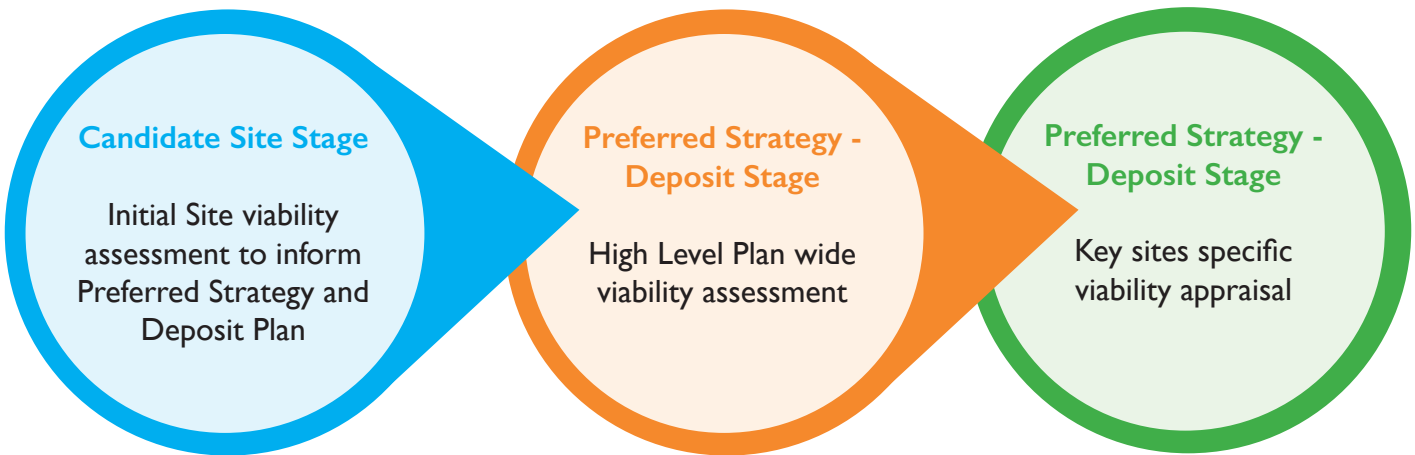 Candidate Site Stage
Initial Site viability
assessment to inform
Preferred Strategy and
Deposit Plan
Preferred Strategy -
Deposit Stage
High Level Plan wide
viability assessment
Preferred Strategy -
Deposit Stage
Key sites specific
viability appraisal